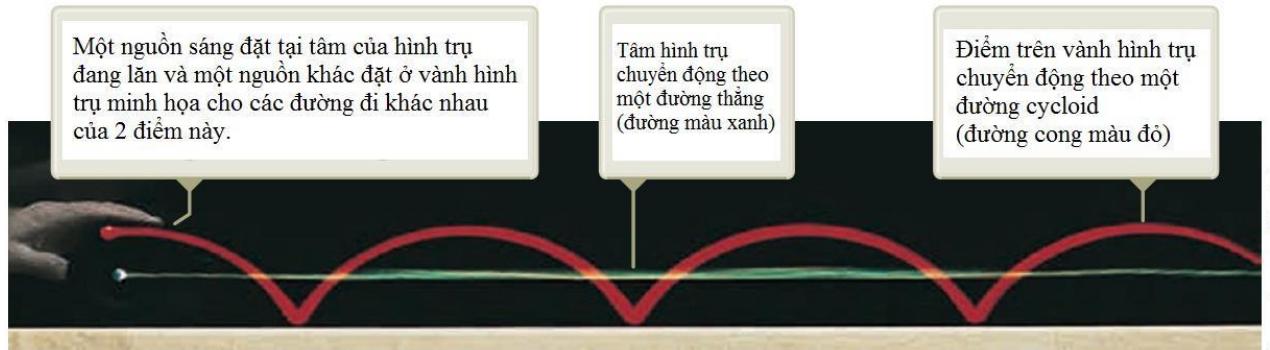 Một nguồn sáng đặt tại tâm của hình trụ
đang lăn và một nguồn khác đặt ở vành hình
trụ minh họa cho các đường đi khác nhau
của 2 điểm này.
Tâm hình trụ
chuyển động theo
một đường thẳng
(đường màu xanh)
Điểm trên vành hình trụ
chuyển động theo một
đường cycloid
(đường cong màu đỏ)